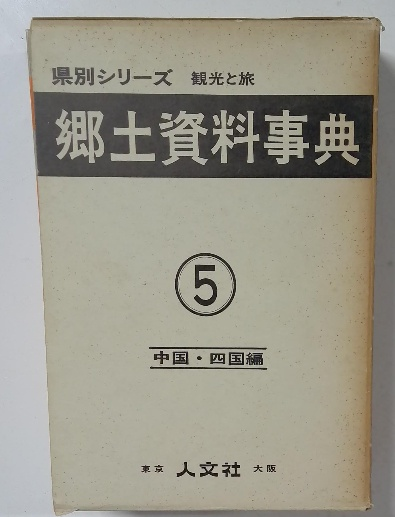 県別シリーズ 観光と旅
郷土資料事典
5
中国・四国編
東京 人文社 大阪